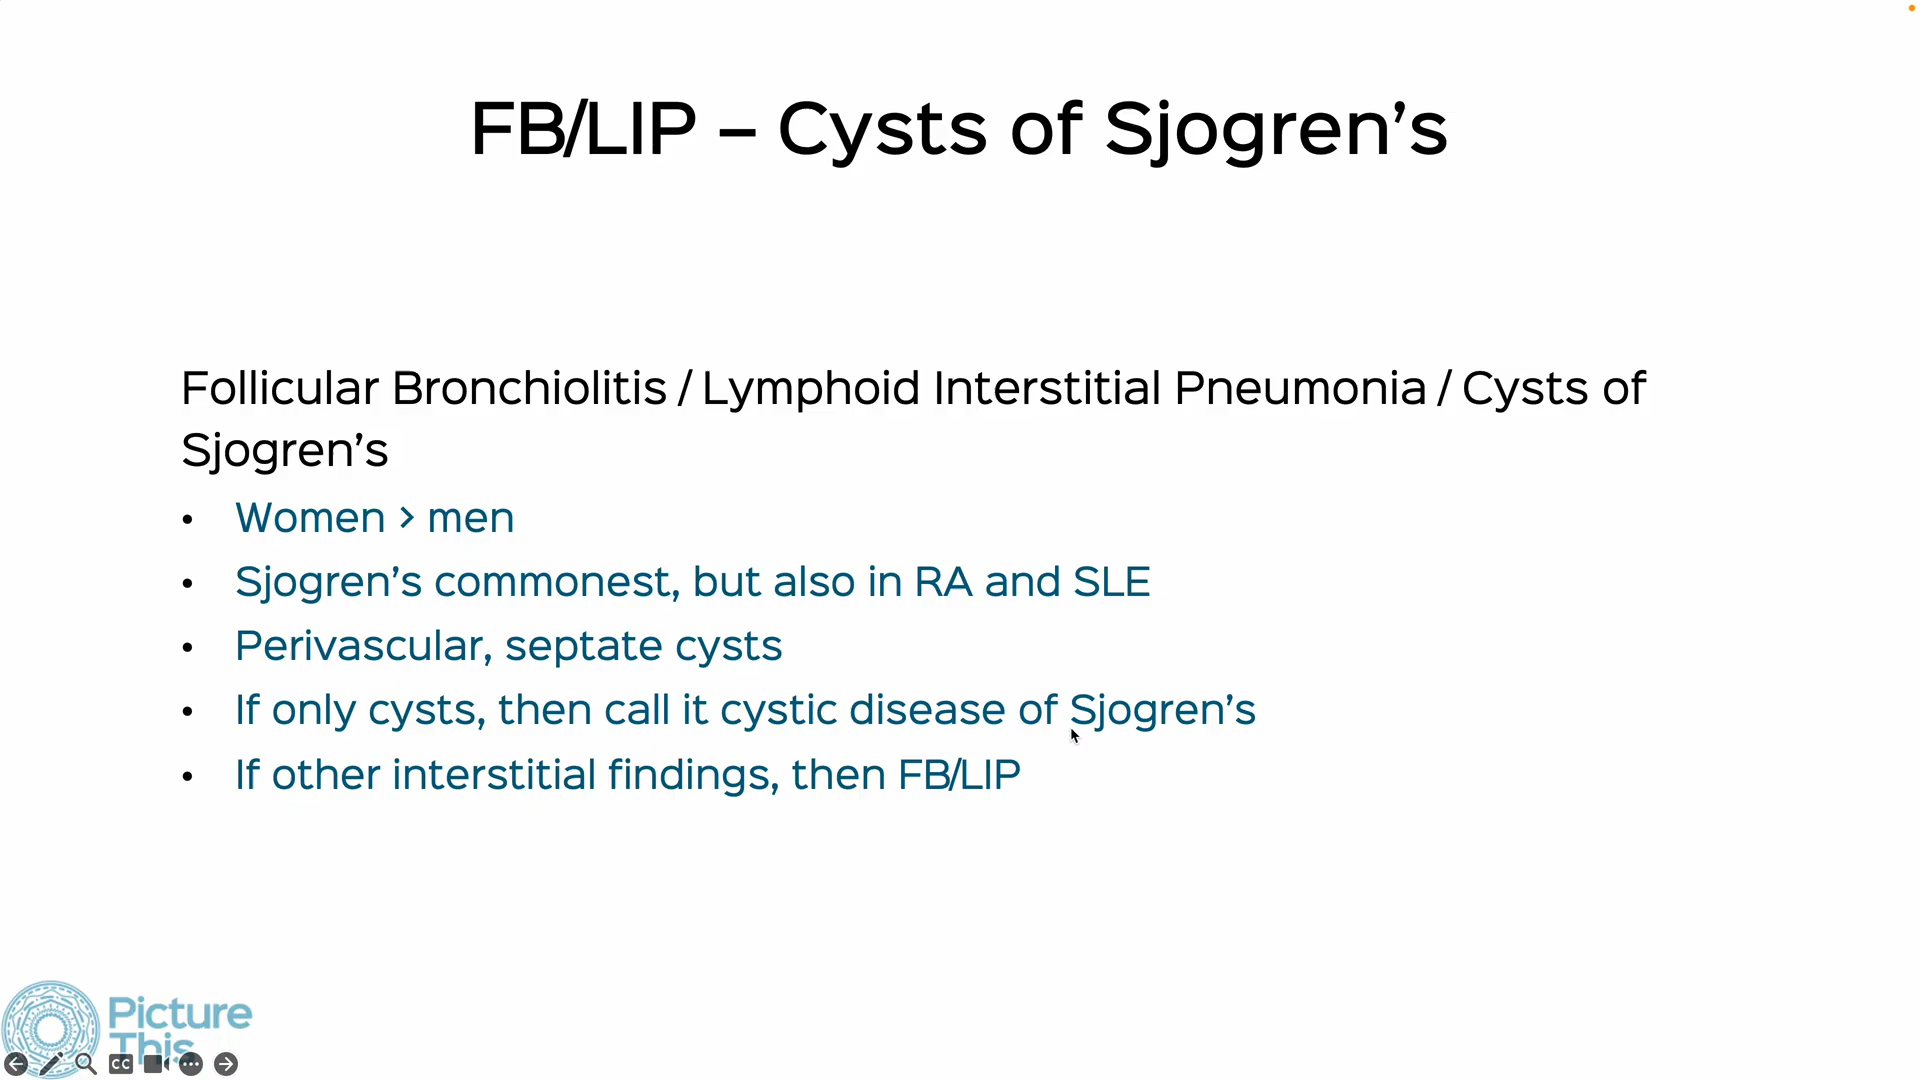 FB/LIP – Cysts of Sjogren’s
Follicular Bronchiolitis / Lymphoid Interstitial Pneumonia / Cysts of
Sjogren’s
• Women > men
• Sjogren’s commonest, but also in RA and SLE
• Perivascular, septate cysts
• If only cysts, then call it cystic disease of Sjogren’s
• If other interstitial findings, then FB/LIP
Picture
This
CC